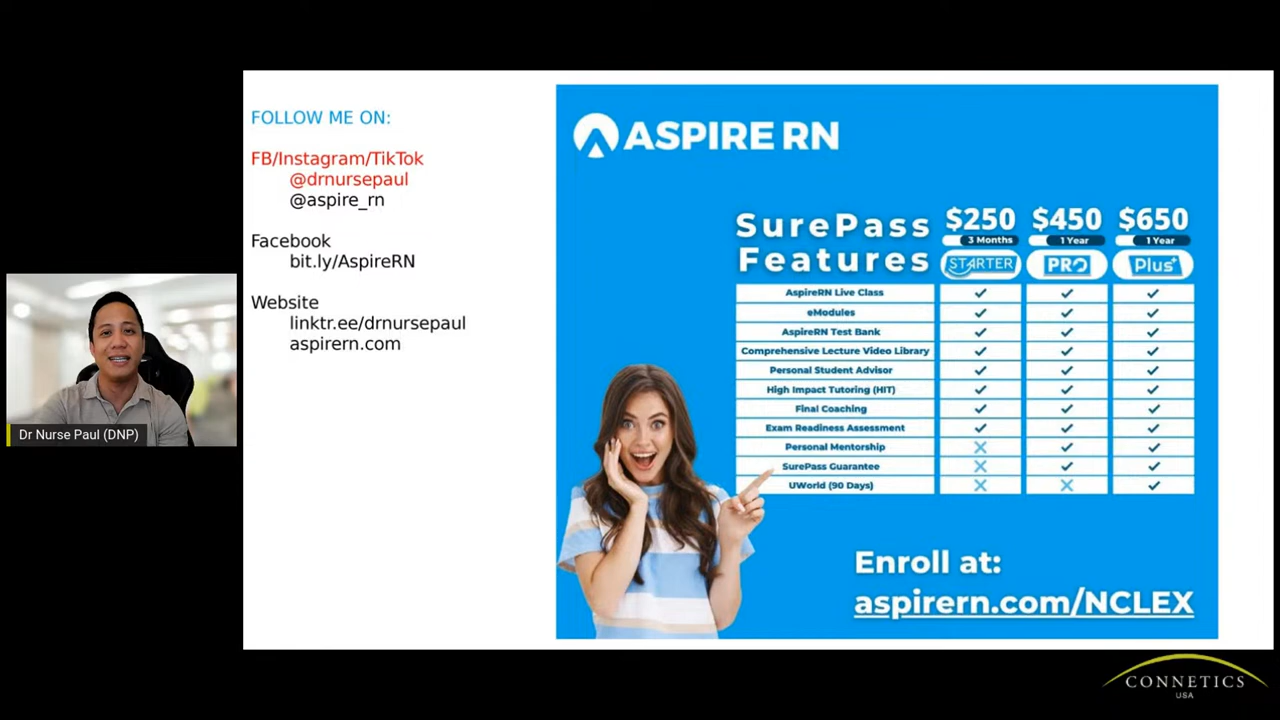 FOLLOW ME ON:
FB/Instagram/TikTok
@drnursepaul
@aspire_rn
Facebook
bit.ly/AspireRN
Website
linktr.ee/drnursepaul
aspirern.com
Dr Nurse Paul (DNP)
ASPIRE RN
SurePass
Features
$250 $450 $650
3 Months 1 Year 1 Year
STARTER PRO Plus+
AspireRN Live Class ✓ ✓ ✓
eModules ✓ ✓ ✓
AspireRN Test Bank ✓ ✓ ✓
Comprehensive Lecture Video Library ✓ ✓ ✓
Personal Student Advisor ✓ ✓ ✓
High Impact Tutoring (HIT) ✓ ✓ ✓
Final Coaching ✓ ✓ ✓
Exam Readiness Assessment ✓ ✓ ✓
Personal Mentorship ✕ ✓ ✓
SurePass Guarantee ✕ ✓ ✓
UWorld (90 Days) ✕ ✕ ✓
Enroll at:
aspirern.com/NCLEX
CONNETICS
USA